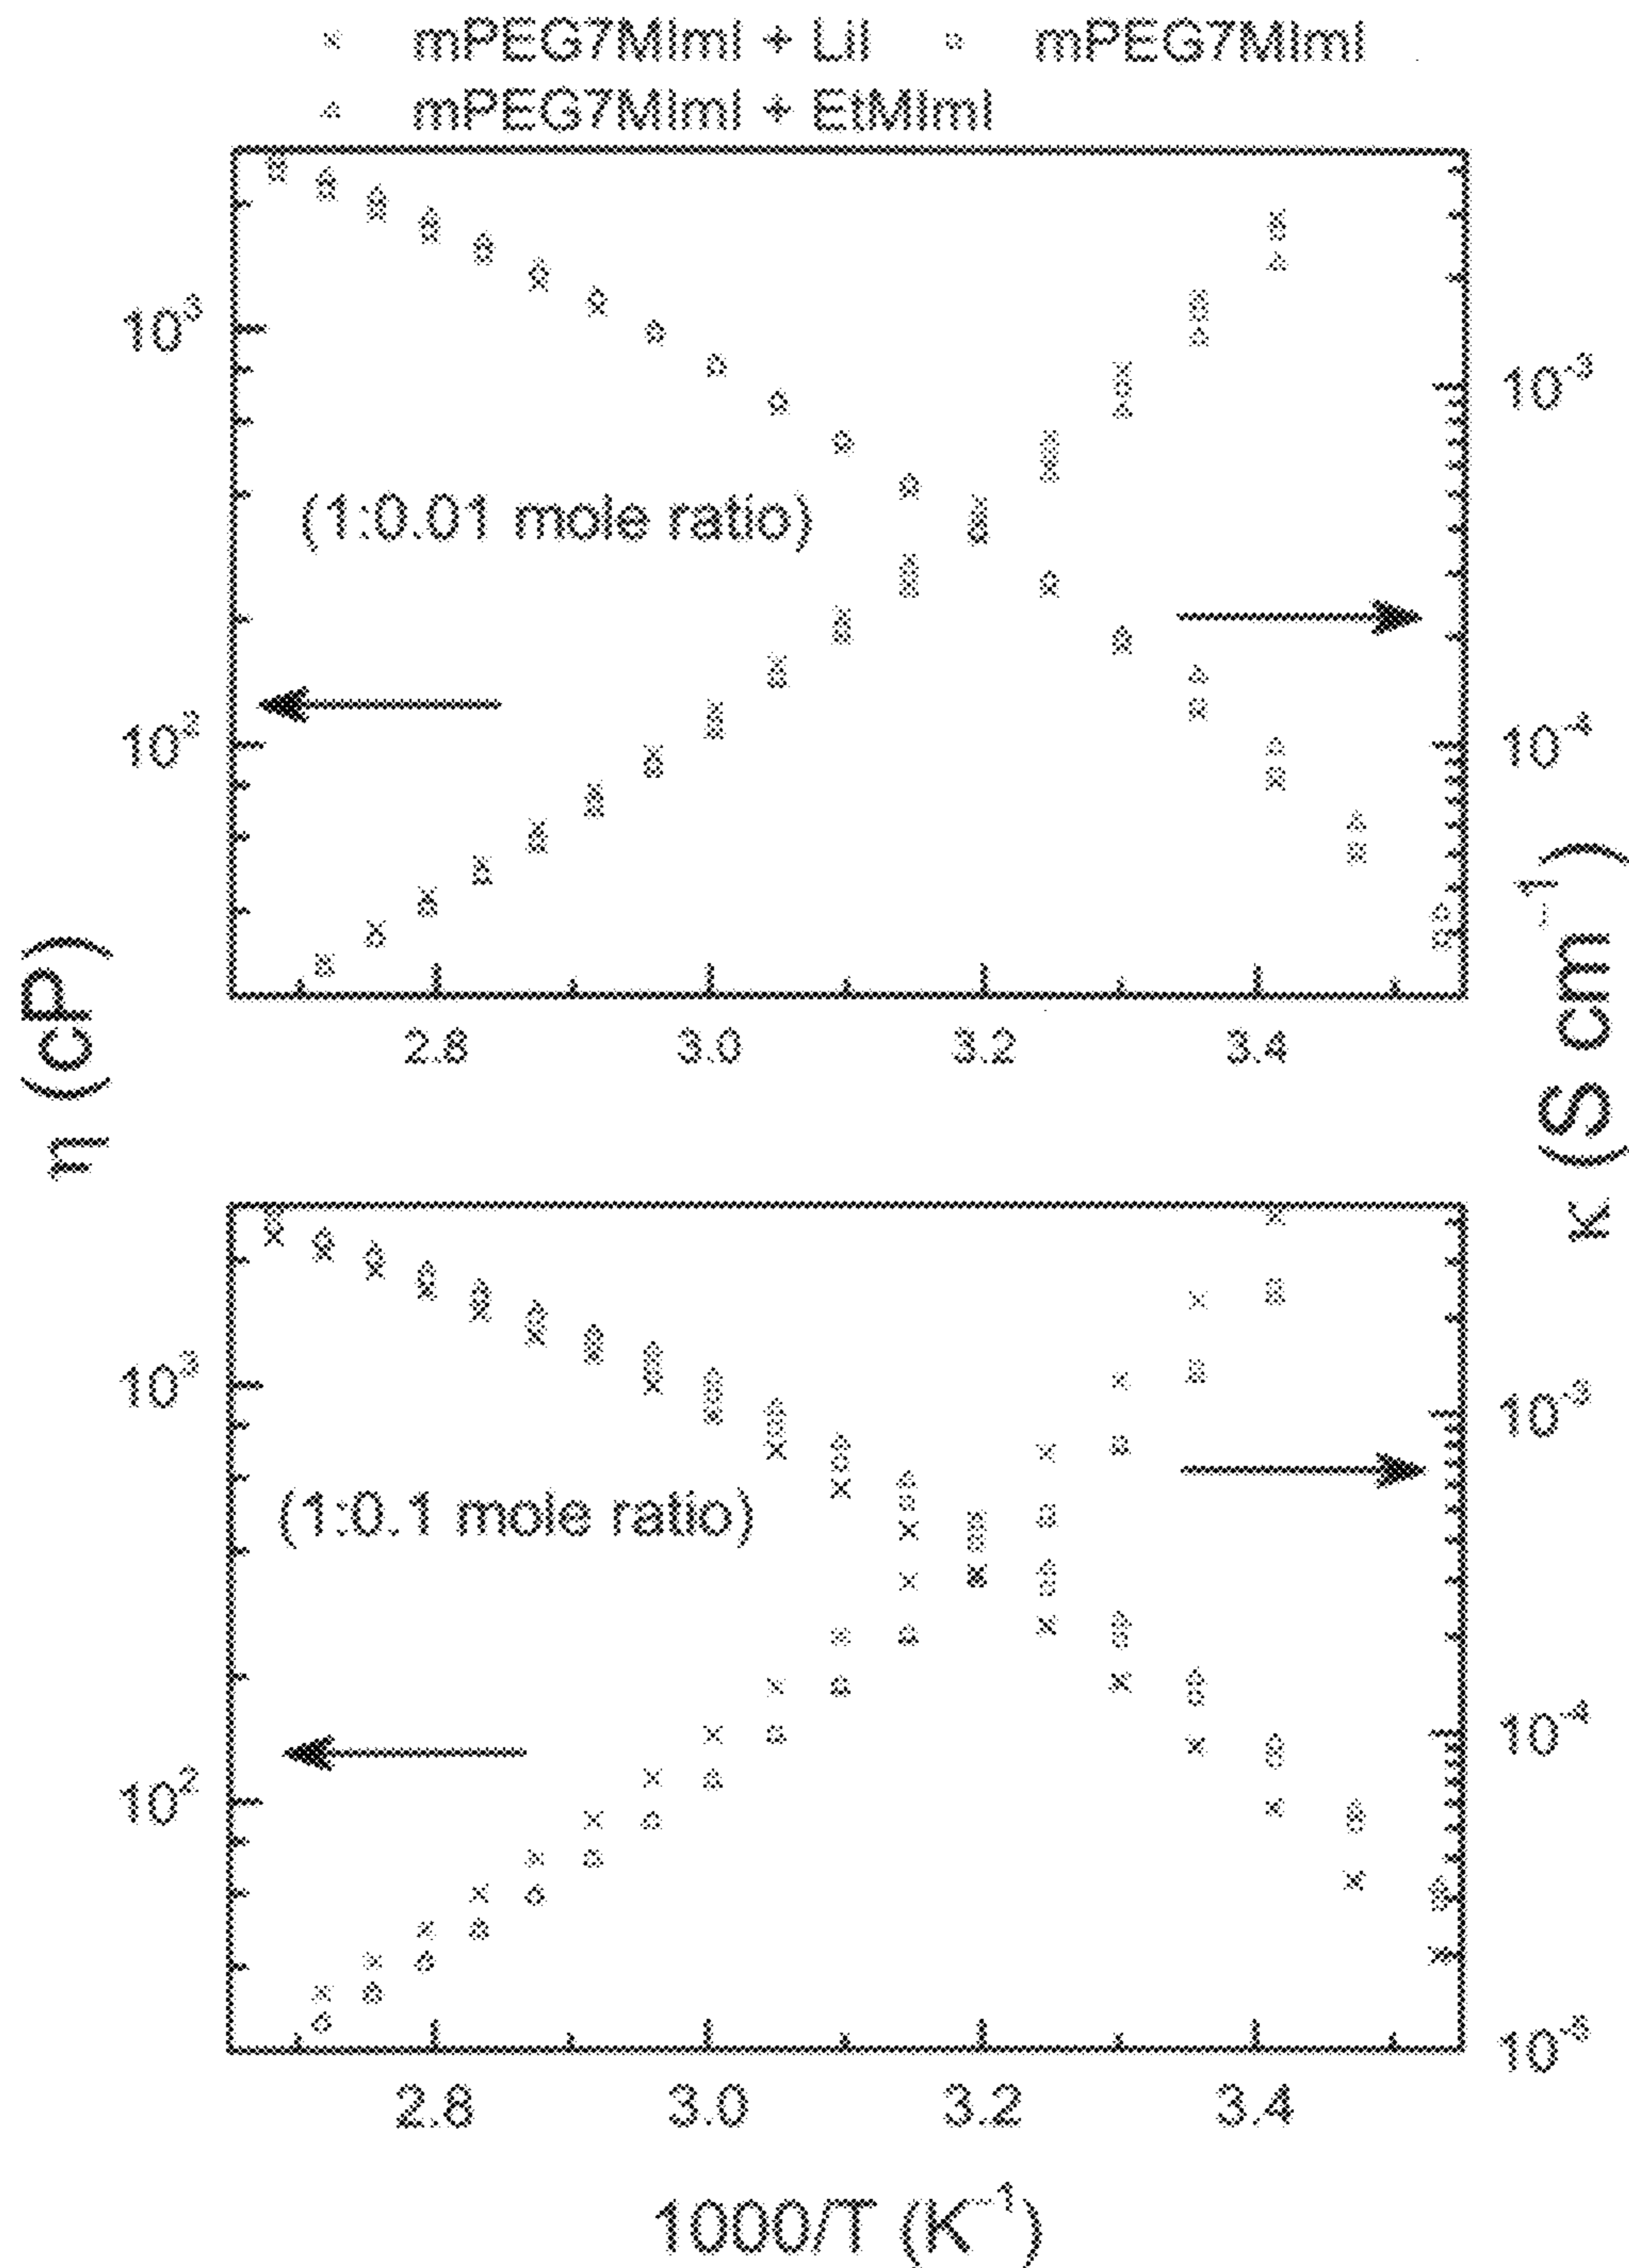 × mPEG7MImI + LiI □ mPEG7MImI
△ mPEG7MImI + EtMImI
10³
10⁻³
(1:0.01 mole ratio)
10²
10⁻⁴
2.8 3.0 3.2 3.4
η (cP)
κ (S cm⁻¹)
10³
10⁻³
(1:0.1 mole ratio)
10⁻⁴
10²
10⁻⁵
2.8 3.0 3.2 3.4
1000/T (K⁻¹)